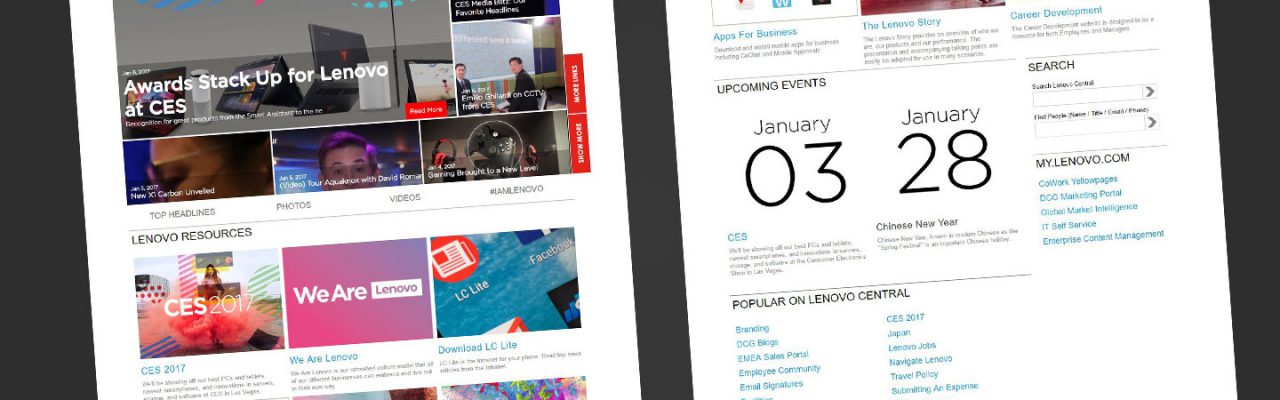 CES Media Blitz: Our
Favorite Headlines
Jan 5, 2017
Awards Stack Up for Lenovo
at CES
Recognition for great products from the Smart Assistant to the ne
Read More
Jan 4, 2017
Emilio Ghilardi on CCTV
from CES
MORE LINKS
SHOW MORE
Jan 5, 2017
New X1 Carbon Unveiled
Jan 5, 2017
(Video) Tour Aquaknox with David Roman
Jan 4, 2017
Gaming Brought to a New Level
TOP HEADLINES
PHOTOS
VIDEOS
#IAMLENOVO
LENOVO RESOURCES
CES2017
We Are Lenovo
Facebook
LC Lite
CES 2017
We'll be showing off our best PCs and tablets,
newest smartphones, and innovations in servers,
storage, and software at CES in Las Vegas.
We Are Lenovo
We Are Lenovo is our refreshed culture model that all
of our different businesses can embrace and live out
in their own way.
Download LC Lite
LC Lite is the Intranet for your phone. Read top news
articles from the Intranet.
Apps For Business
Download and install mobile apps for business
including CoChat and Mobile Approvals.
The Lenovo Story
The Lenovo Story provides an overview of who we
are, our products and our performance. The
presentation and accompanying talking points are
easily be adapted for use in many scenarios.
Career Development
The Career Development website is designed to be a
resource for both Employees and Managers.
UPCOMING EVENTS
January
03
CES
We'll be showing off our best PCs and tablets,
newest smartphones, and innovations in servers,
storage, and software at the Consumer Electronics
Show in Las Vegas.
January
28
Chinese New Year
Chinese New Year, known in modern Chinese as the
"Spring Festival" is an important Chinese holiday.
SEARCH
Search Lenovo Central
Find People (Name / Title / Email / Phone)
MY.LENOVO.COM
CoWork Yellowpages
DCG Marketing Portal
Global Market Intelligence
IT Self Service
Enterprise Content Management
POPULAR ON LENOVO CENTRAL
Branding
DCG Blogs
EMEA Sales Portal
Employee Community
Email Signatures
Facilities
CES 2017
Japan
Lenovo Jobs
Navigate Lenovo
Travel Policy
Submitting An Expense